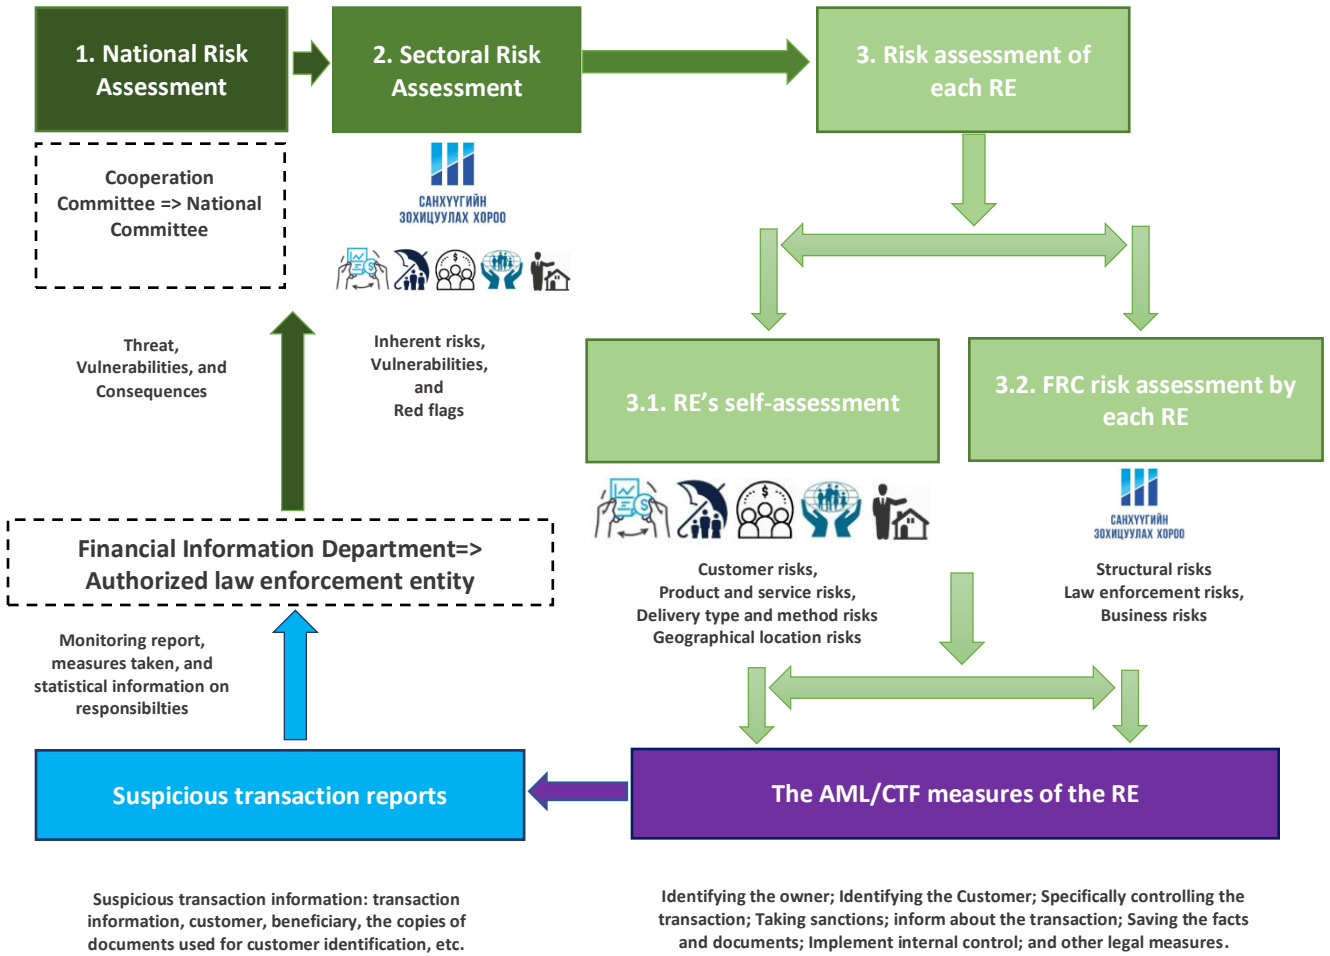 1. National Risk
Assessment
2. Sectoral Risk
Assessment
3. Risk assessment of
each RE
Cooperation
Committee => National
Committee
САНХҮҮГИЙН
ЗОХИЦУУЛАХ ХОРОО
Threat,
Vulnerabilities, and
Consequences
Inherent risks,
Vulnerabilities,
and
Red flags
3.1. RE's self-assessment
3.2. FRC risk assessment by
each RE
САНХҮҮГИЙН
ЗОХИЦУУЛАХ ХОРОО
Financial Information Department=>
Authorized law enforcement entity
Customer risks,
Product and service risks,
Delivery type and method risks
Geographical location risks
Structural risks
Law enforcement risks,
Business risks
Monitoring report,
measures taken, and
statistical information on
responsibilties
Suspicious transaction reports
The AML/CTF measures of the RE
Suspicious transaction information: transaction
information, customer, beneficiary, the copies of
documents used for customer identification, etc.
Identifying the owner; Identifying the Customer; Specifically controlling the
transaction; Taking sanctions; inform about the transaction; Saving the facts
and documents; Implement internal control; and other legal measures.